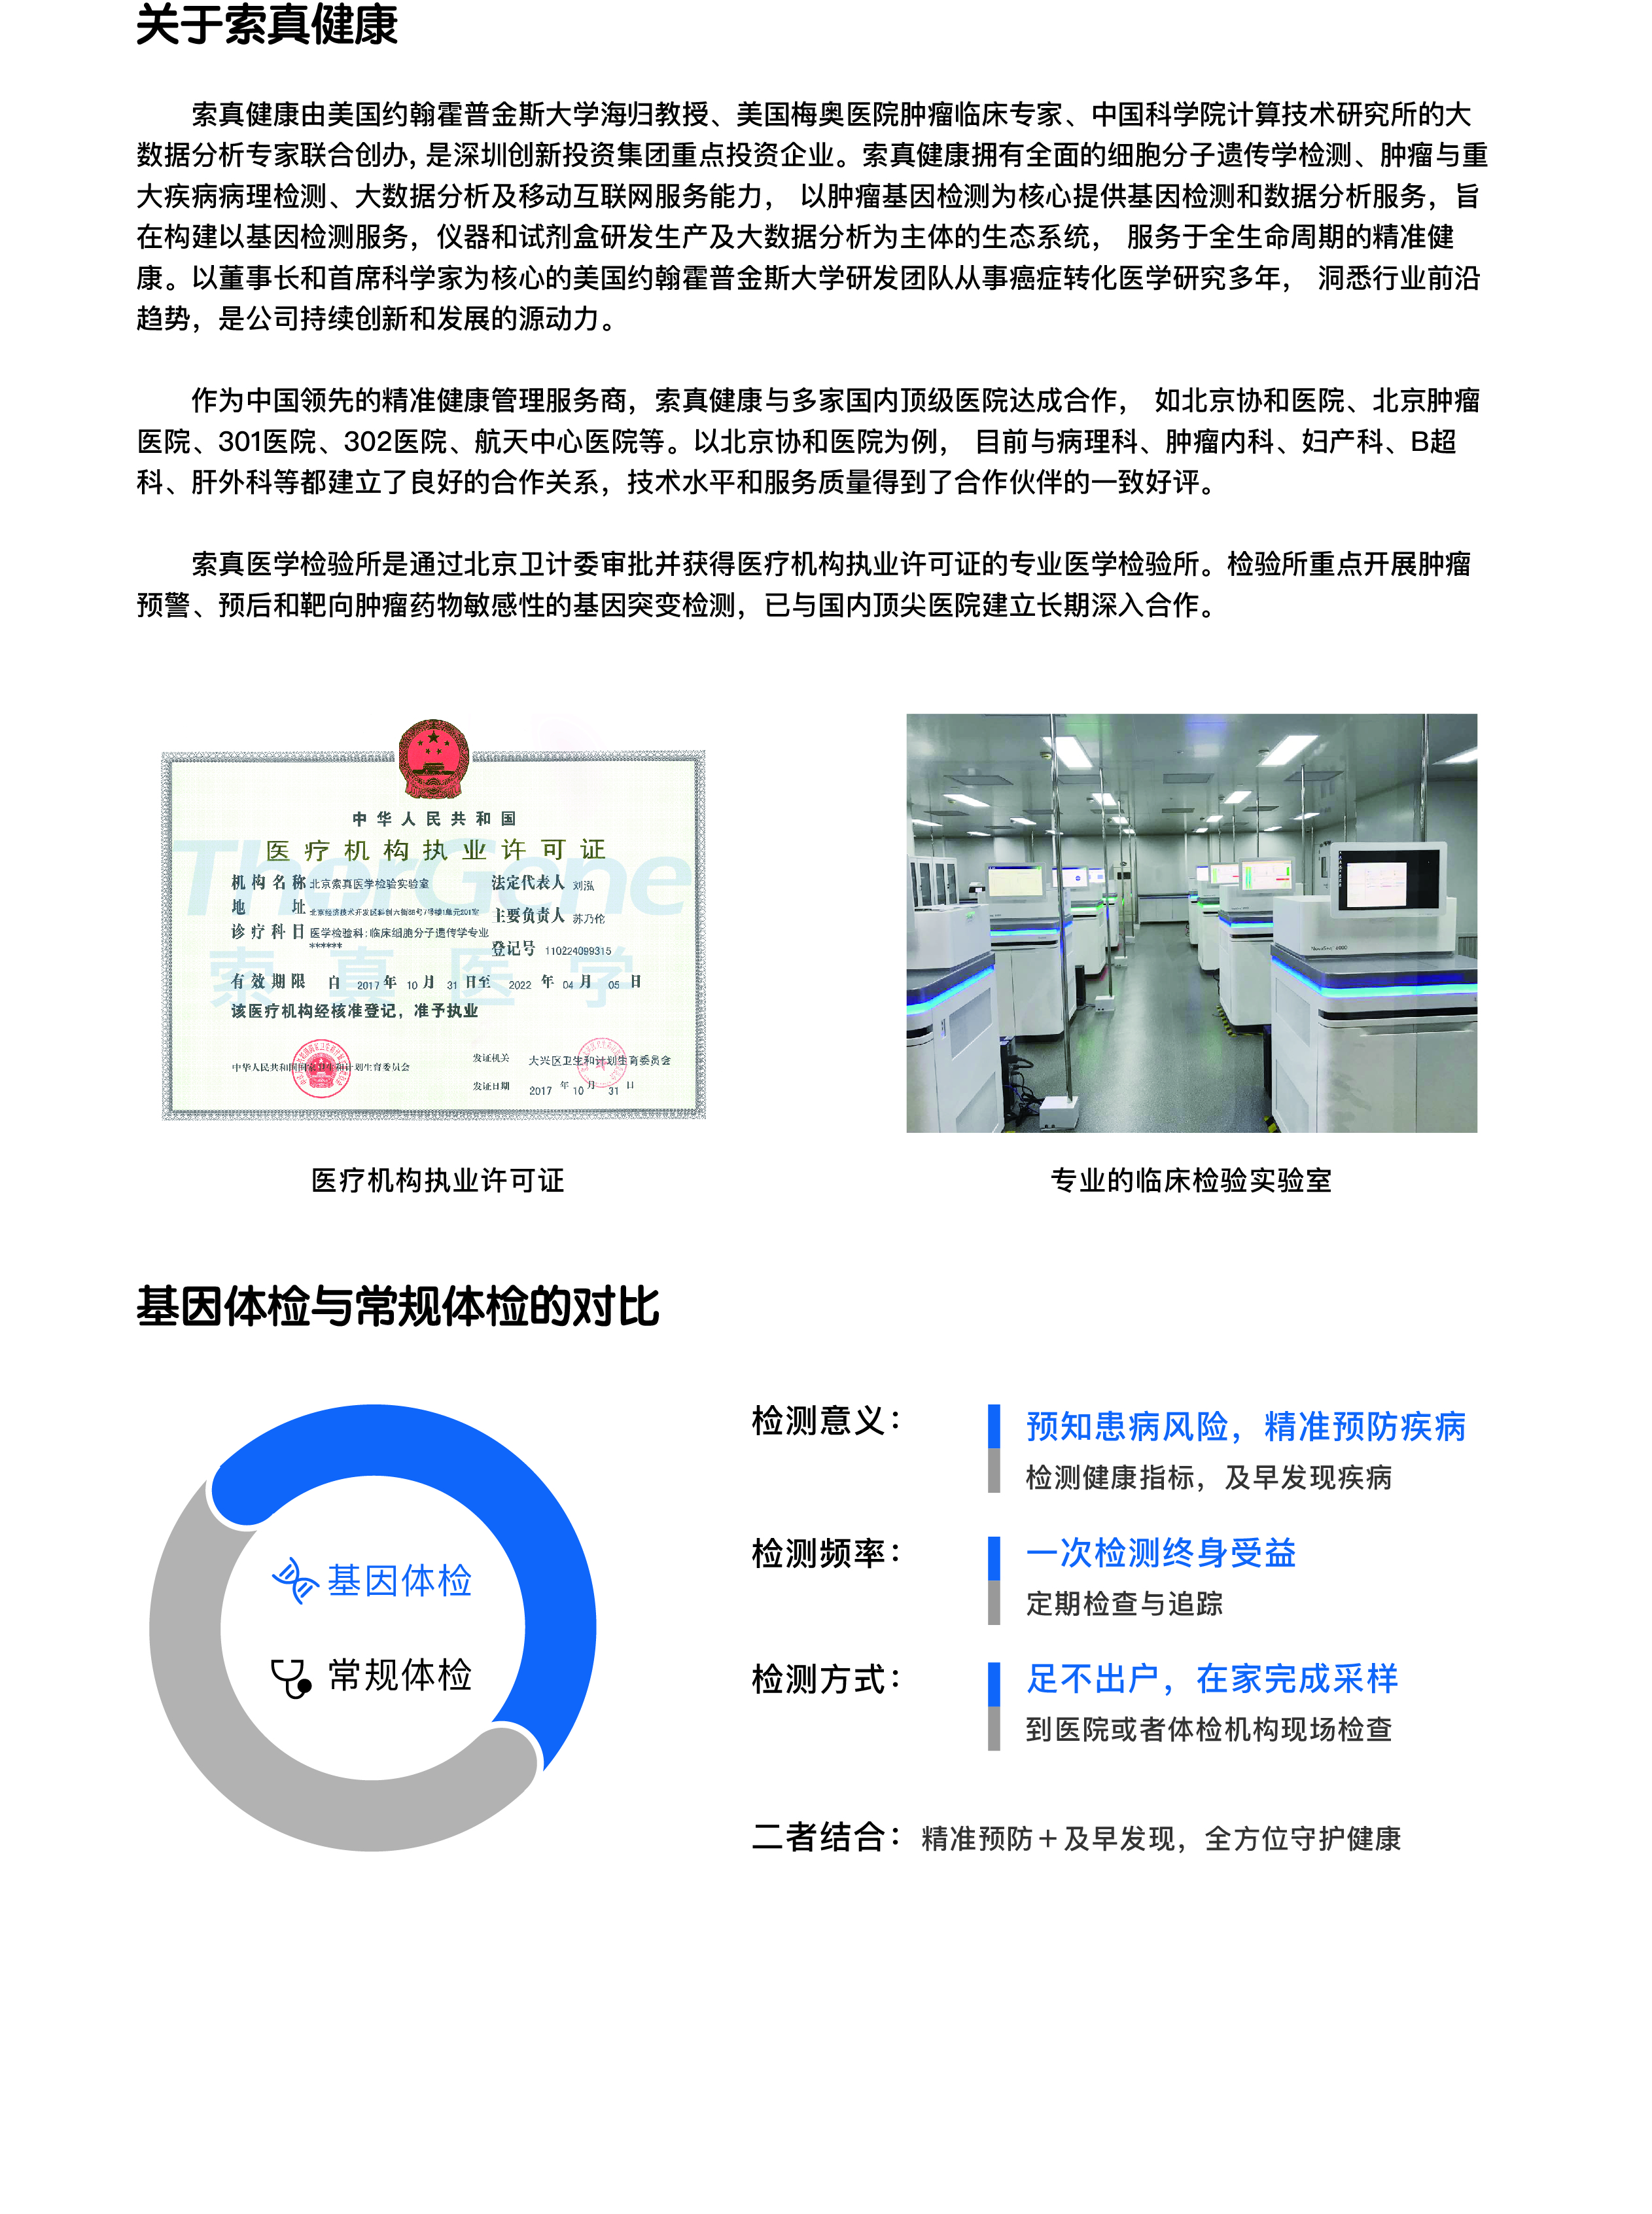 关于索真健康
索真健康由美国约翰霍普金斯大学海归教授、美国梅奥医院肿瘤临床专家、中国科学院计算技术研究所的大
数据分析专家联合创办, 是深圳创新投资集团重点投资企业。索真健康拥有全面的细胞分子遗传学检测、肿瘤与重
大疾病病理检测、大数据分析及移动互联网服务能力， 以肿瘤基因检测为核心提供基因检测和数据分析服务，旨
在构建以基因检测服务，仪器和试剂盒研发生产及大数据分析为主体的生态系统， 服务于全生命周期的精准健
康。以董事长和首席科学家为核心的美国约翰霍普金斯大学研发团队从事癌症转化医学研究多年， 洞悉行业前沿
趋势，是公司持续创新和发展的源动力。
作为中国领先的精准健康管理服务商，索真健康与多家国内顶级医院达成合作， 如北京协和医院、北京肿瘤
医院、301医院、302医院、航天中心医院等。以北京协和医院为例， 目前与病理科、肿瘤内科、妇产科、B超
科、肝外科等都建立了良好的合作关系，技术水平和服务质量得到了合作伙伴的一致好评。
索真医学检验所是通过北京卫计委审批并获得医疗机构执业许可证的专业医学检验所。检验所重点开展肿瘤
预警、预后和靶向肿瘤药物敏感性的基因突变检测，已与国内顶尖医院建立长期深入合作。
中华人民共和国
医疗机构执业许可证
ThorGene
索真医学
机构名称 北京索真医学检验实验室 法定代表人 刘泓
地 址 北京经济技术开发区科创六街88号7号楼1单元201室 主要负责人 苏乃伦
诊疗科目 医学检验科:临床细胞分子遗传学专业
****** 登记号 110224099315
有效期限 自 2017 年 10 月 31 日至 2022 年 04 月 05 日
该医疗机构经核准登记，准予执业
中华人民共和国国家卫生和计划生育委员会 发证机关 大兴区卫生和计划生育委员会
发证日期 2017 年 10 月 31 日
医疗机构执业许可证
专业的临床检验实验室
基因体检与常规体检的对比
基因体检
常规体检
检测意义：
预知患病风险，精准预防疾病
检测健康指标，及早发现疾病
检测频率：
一次检测终身受益
定期检查与追踪
检测方式：
足不出户，在家完成采样
到医院或者体检机构现场检查
二者结合：精准预防＋及早发现，全方位守护健康